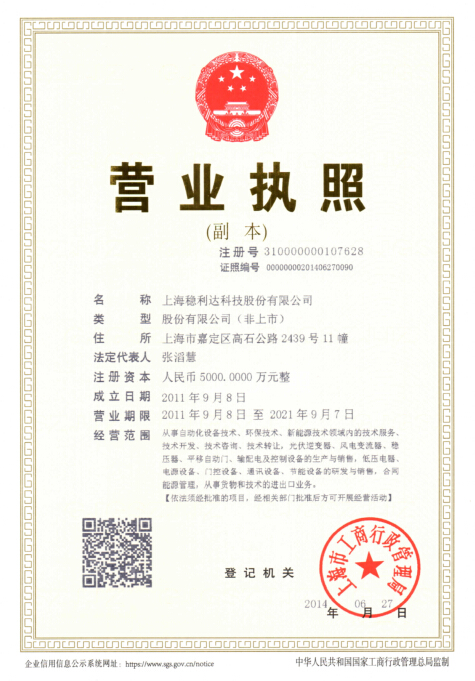 营业执照
(副 本)
注册号 310000000107628
证照编号 00000000201406270090
名 称 上海稳利达科技股份有限公司
类 型 股份有限公司（非上市）
住 所 上海市嘉定区高石公路 2439 号 11 幢
法定代表人 张滔慧
注册资本 人民币 5000.0000 万元整
成立日期 2011 年 9 月 8 日
营业期限 2011 年 9 月 8 日 至 2021 年 9 月 7 日
经营范围 从事自动化设备技术、环保技术、新能源技术领域内的技术服务、
技术开发、技术咨询、技术转让，光伏逆变器、风电变流器、稳
压器、平移自动门、输配电及控制设备的生产与销售，低压电器、
电源设备、门控设备、通讯设备、节能设备的研发与销售，合同
能源管理，从事货物和技术的进出口业务。
【依法须经批准的项目，经相关部门批准后方可开展经营活动】
登记机关
上海市工商行政管理局
2014 年 06 月 27 日
企业信用信息公示系统网址：https://www.sgs.gov.cn/notice
中华人民共和国国家工商行政管理总局监制